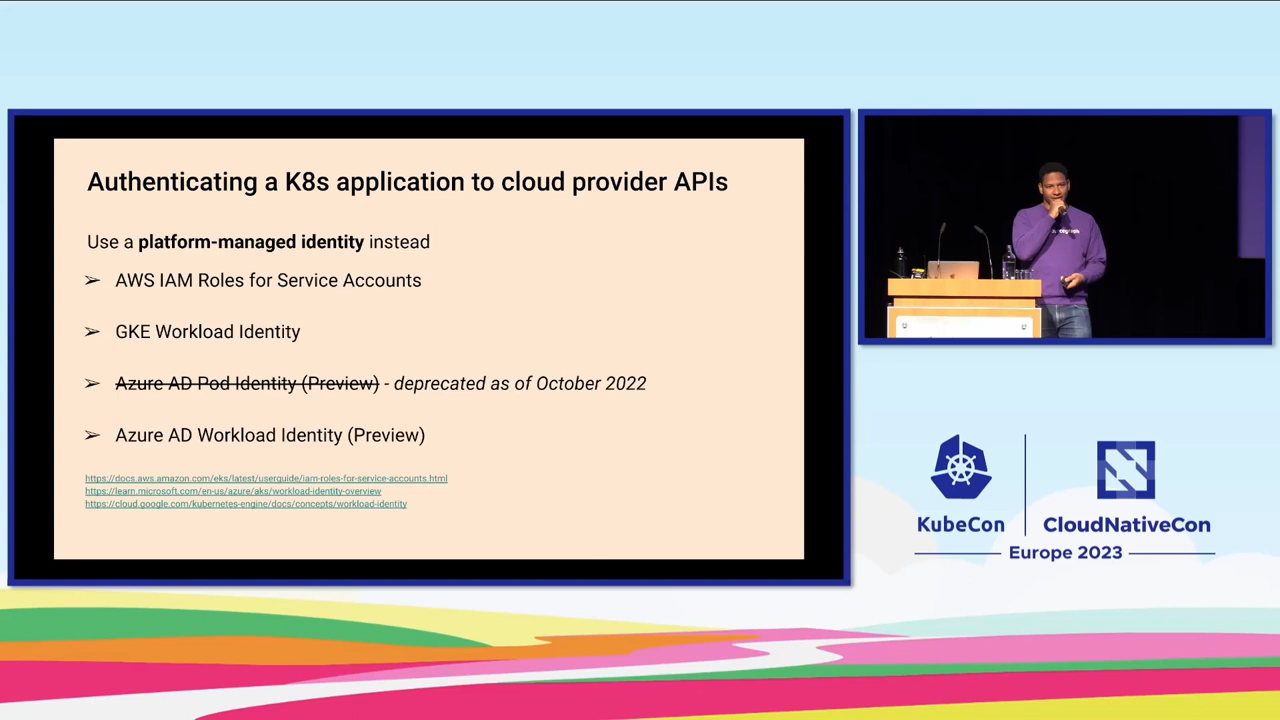 Authenticating a K8s application to cloud provider APIs
Use a platform-managed identity instead
➢ AWS IAM Roles for Service Accounts
➢ GKE Workload Identity
➢ Azure AD Pod Identity (Preview) - deprecated as of October 2022
➢ Azure AD Workload Identity (Preview)
https://docs.aws.amazon.com/eks/latest/userguide/iam-roles-for-service-accounts.html
https://learn.microsoft.com/en-us/azure/aks/workload-identity-overview
https://cloud.google.com/kubernetes-engine/docs/concepts/workload-identity
KubeCon
CloudNativeCon
Europe 2023